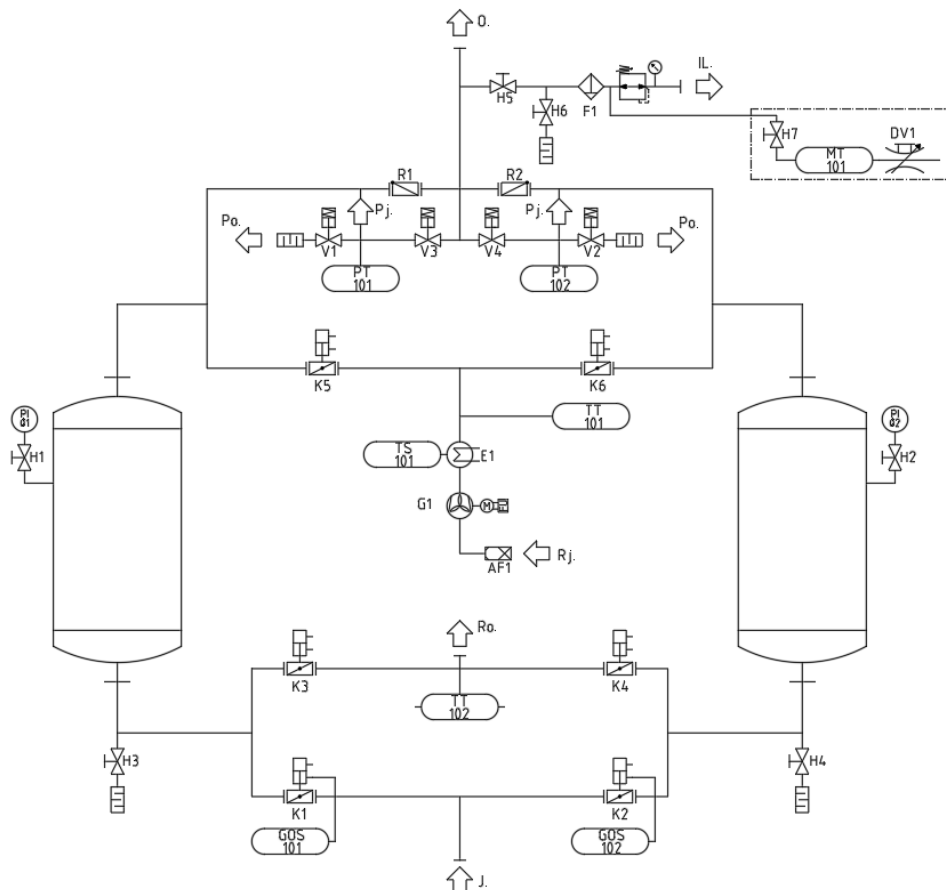 O.
IL.
H5
H6
F1
H7
DV1
MT
101
R1
R2
Pj.
Pj.
Po.
Po.
V1
V3
V4
V2
PT
101
PT
102
K5
K6
TT
101
PI
01
PI
02
H1
H2
TS
101
E1
G1
M
AF1
Rj.
Ro.
K3
K4
TT
102
H3
H4
K1
K2
GOS
101
GOS
102
J.